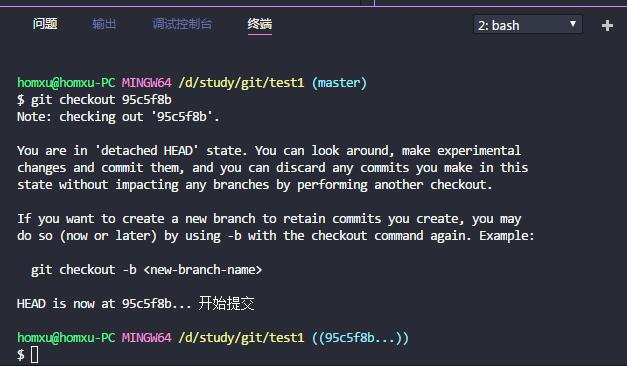 问题 输出 调试控制台 终端 2: bash
homxu@homxu-PC MINGW64 /d/study/git/test1 (master)
$ git checkout 95c5f8b
Note: checking out '95c5f8b'.
You are in 'detached HEAD' state. You can look around, make experimental
changes and commit them, and you can discard any commits you make in this
state without impacting any branches by performing another checkout.
If you want to create a new branch to retain commits you create, you may
do so (now or later) by using -b with the checkout command again. Example:
git checkout -b <new-branch-name>
HEAD is now at 95c5f8b... 开始提交
homxu@homxu-PC MINGW64 /d/study/git/test1 ((95c5f8b...))
$